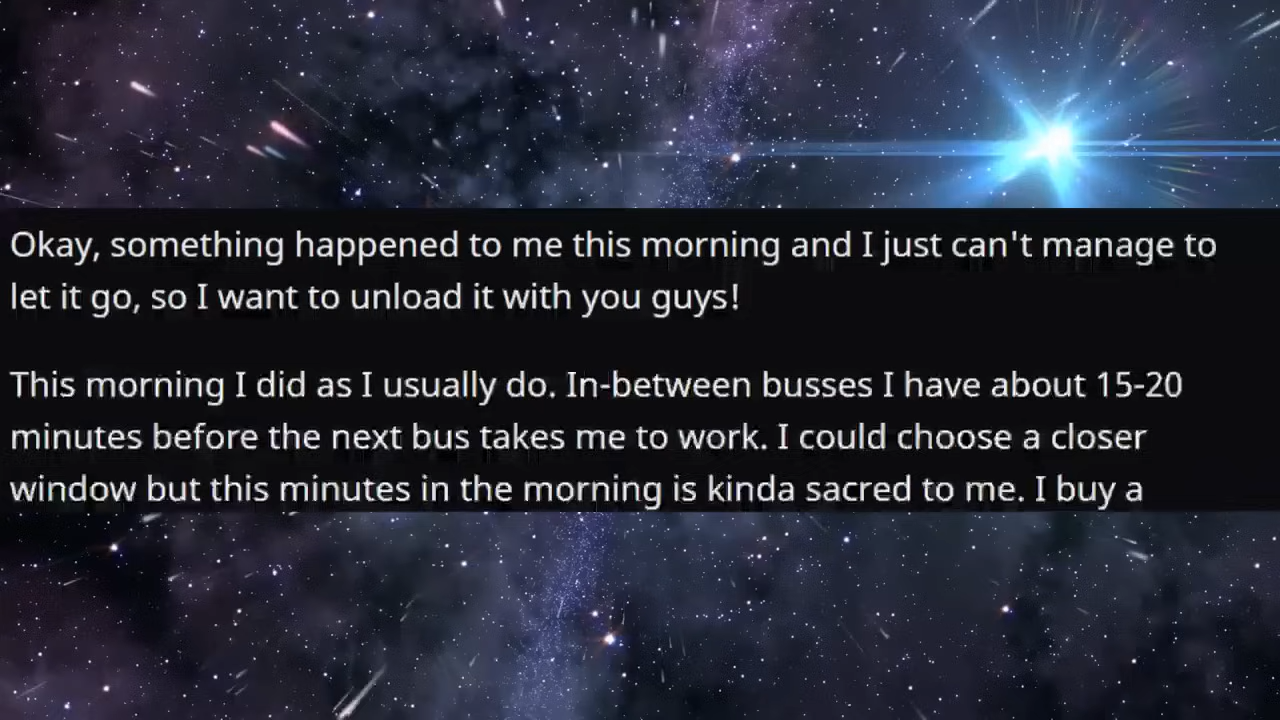 Okay, something happened to me this morning and I just can't manage to
let it go, so I want to unload it with you guys!
This morning I did as I usually do. In-between busses I have about 15-20
minutes before the next bus takes me to work. I could choose a closer
window but this minutes in the morning is kinda sacred to me. I buy a